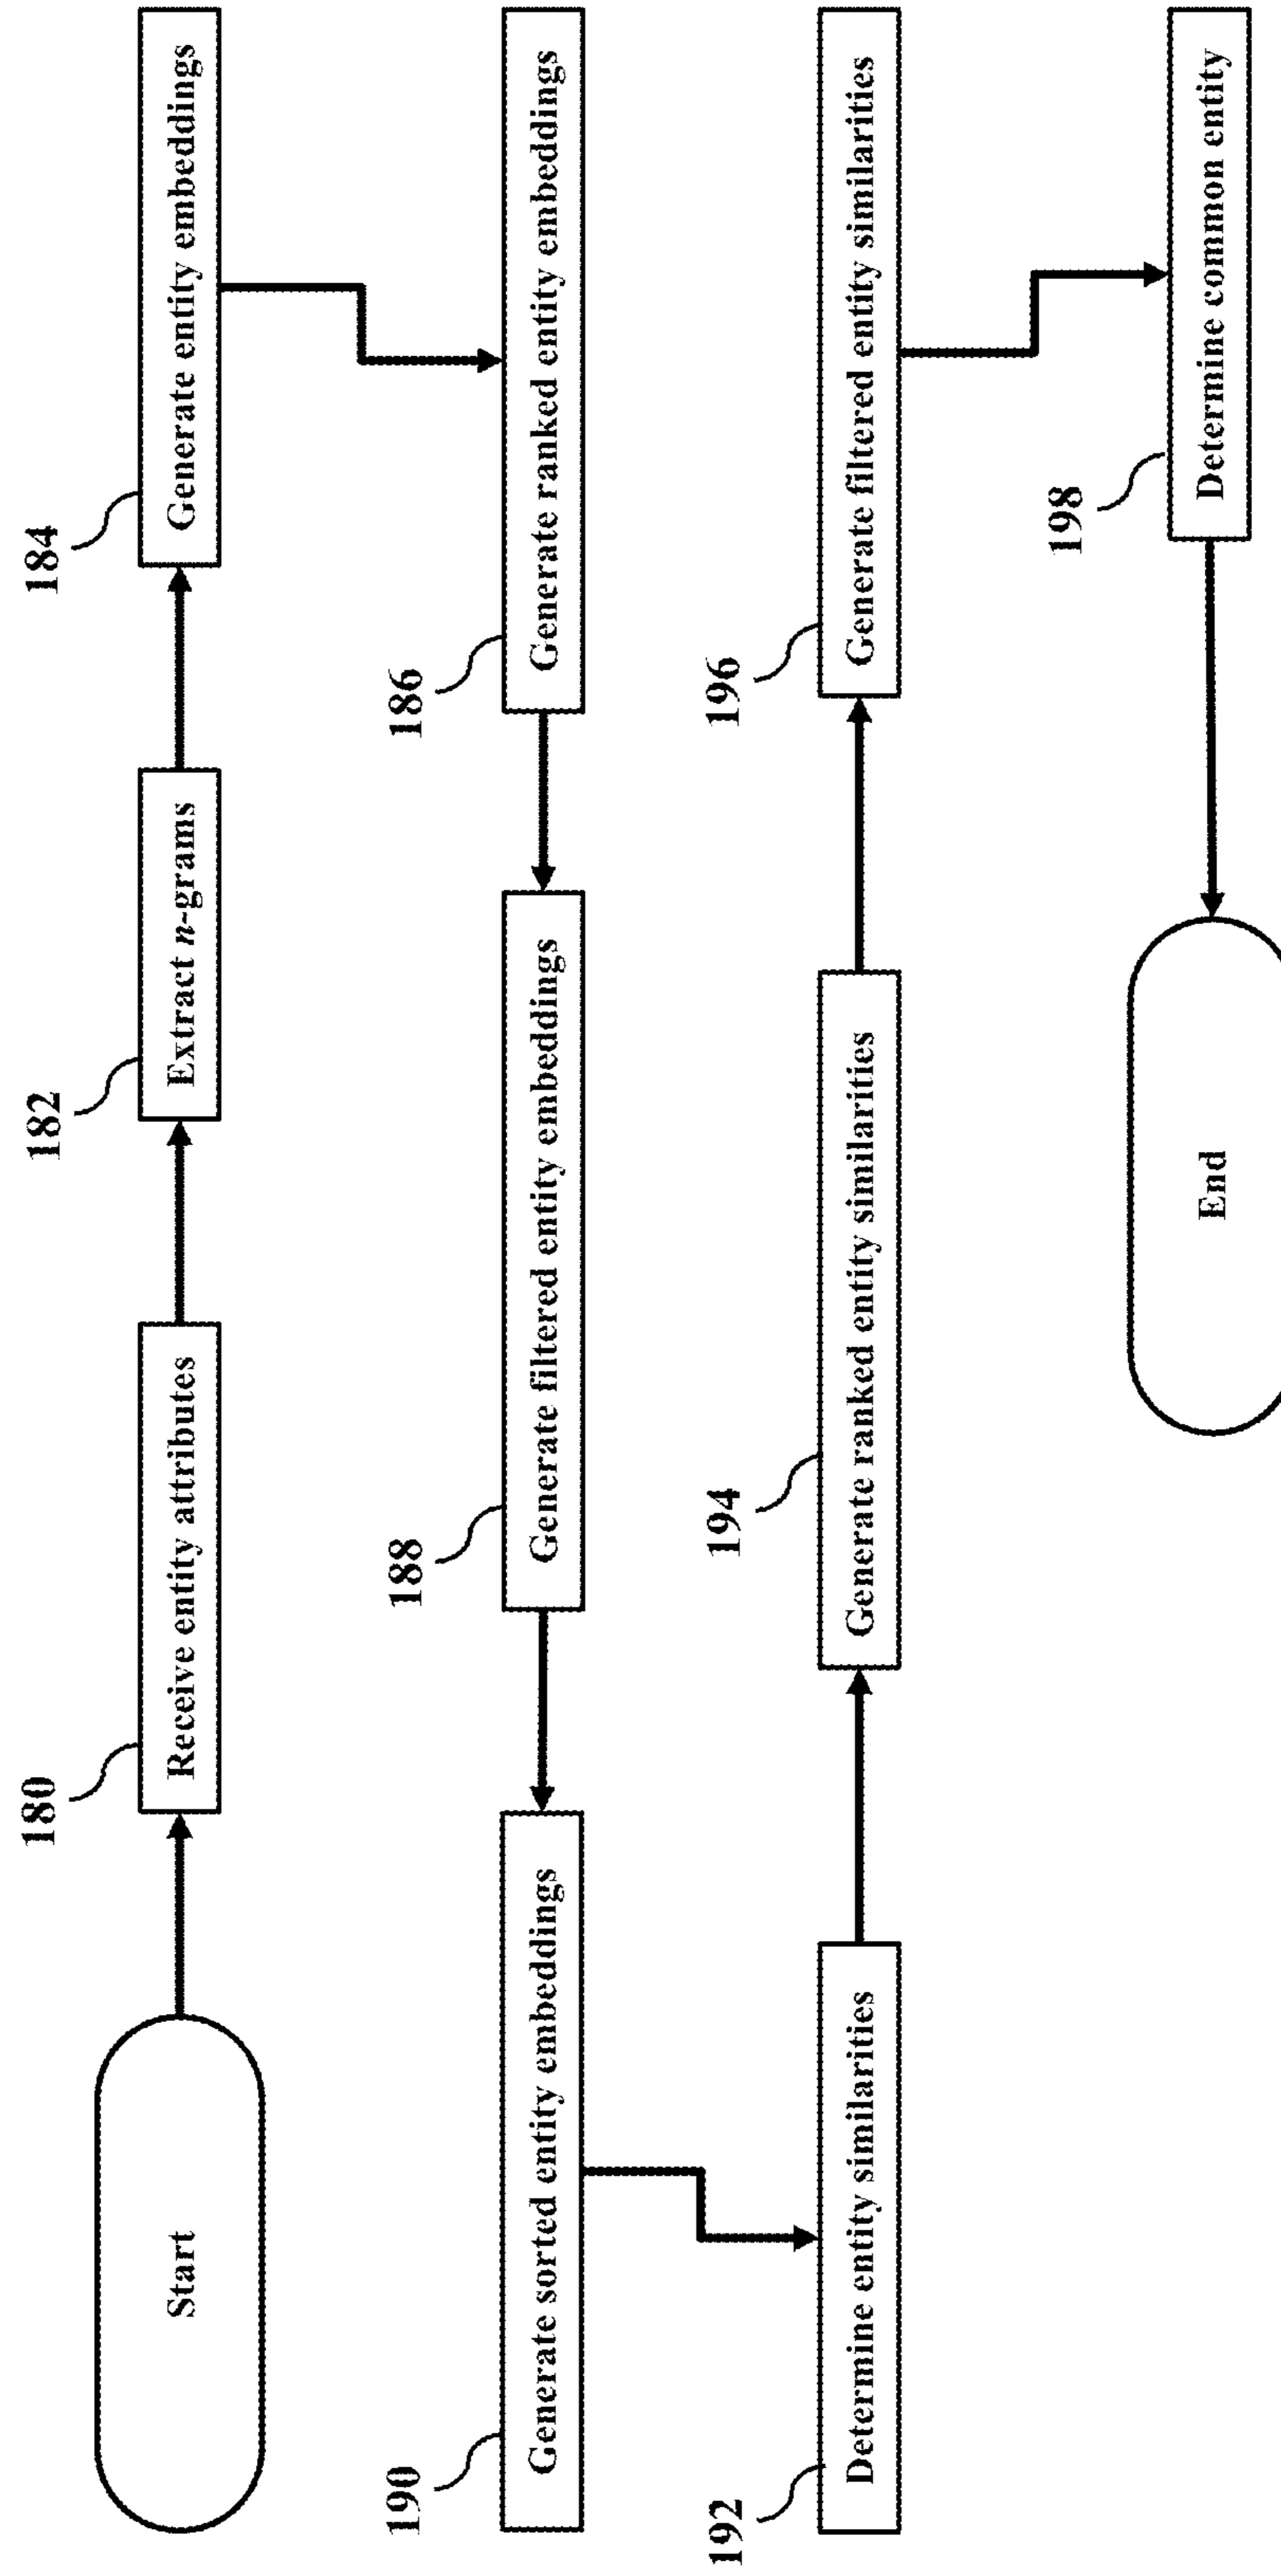 Start
180
Receive entity attributes
182
Extract n-grams
184
Generate entity embeddings
186
Generate ranked entity embeddings
188
Generate filtered entity embeddings
190
Generate sorted entity embeddings
192
Determine entity similarities
194
Generate ranked entity similarities
196
Generate filtered entity similarities
198
Determine common entity
End